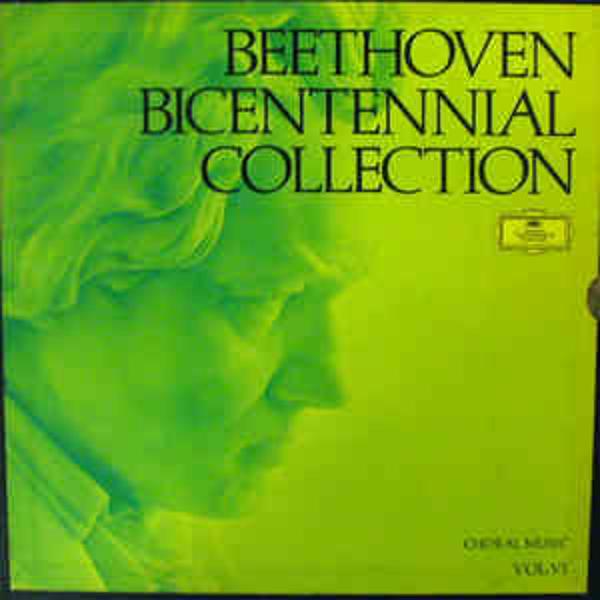 BEETHOVEN
BICENTENNIAL
COLLECTION
CHORAL MUSIC
VOL. VI